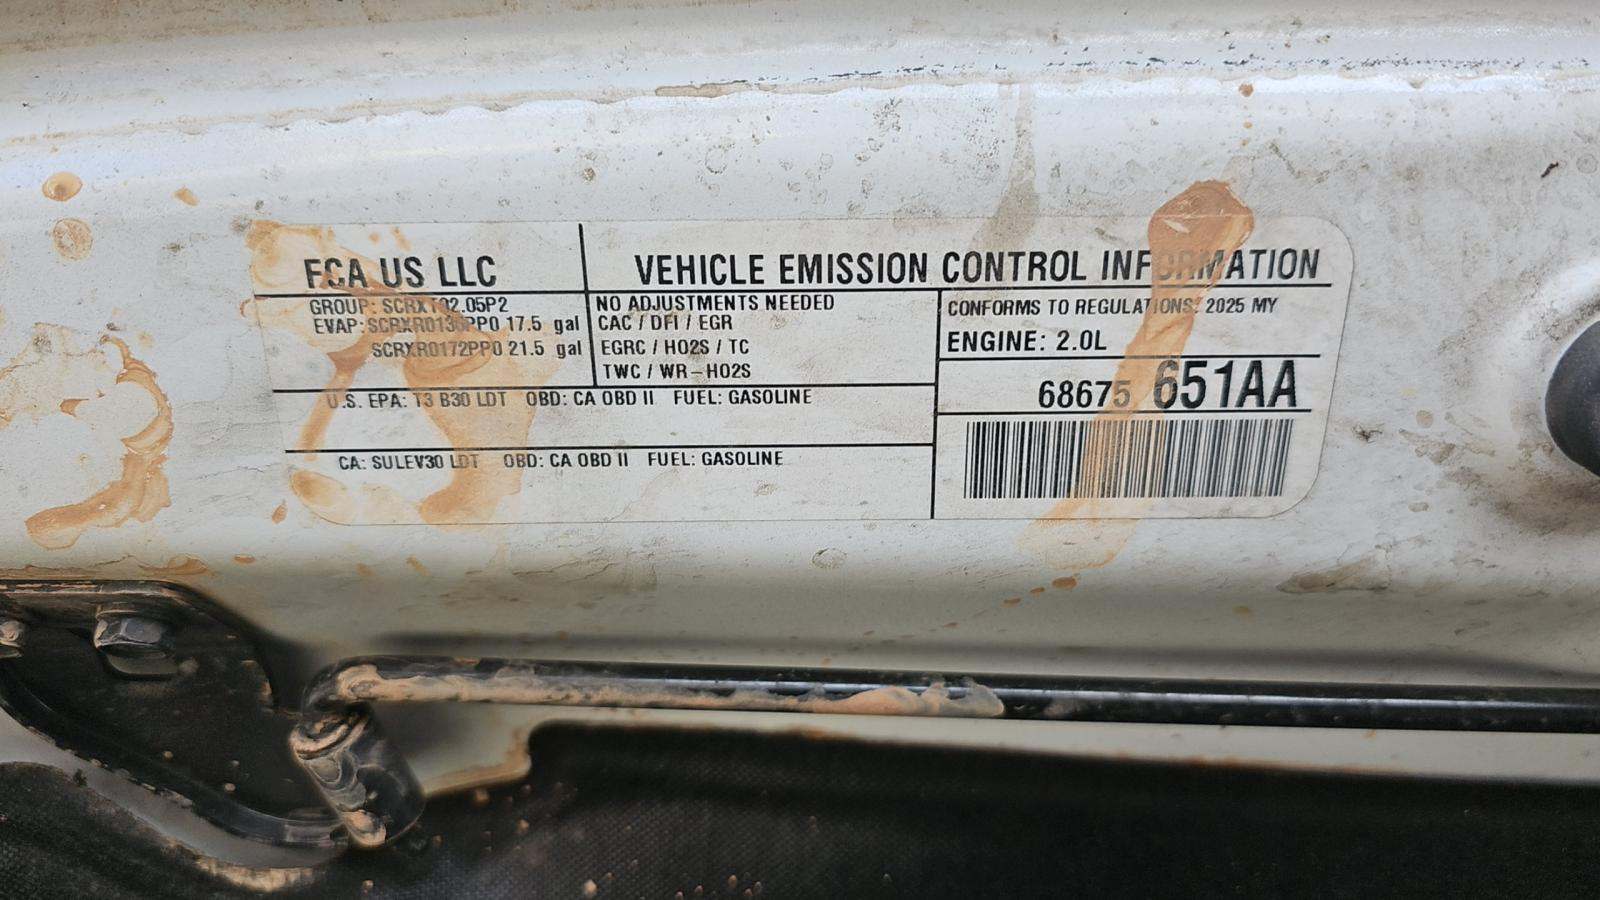 FCA US LLC
VEHICLE EMISSION CONTROL INFORMATION
GROUP: SCRXT02.05P2
EVAP: SCRXR0130PP0 17.5 gal
SCRXR0172PP0 21.5 gal
NO ADJUSTMENTS NEEDED
CAC / DFI / EGR
EGRC / HO2S / TC
TWC / WR-HO2S
CONFORMS TO REGULATIONS: 2025 MY
ENGINE: 2.0L
68675 651AA
U.S. EPA: T3 B30 LDT OBD: CA OBD II FUEL: GASOLINE
CA: SULEV30 LDT OBD: CA OBD II FUEL: GASOLINE